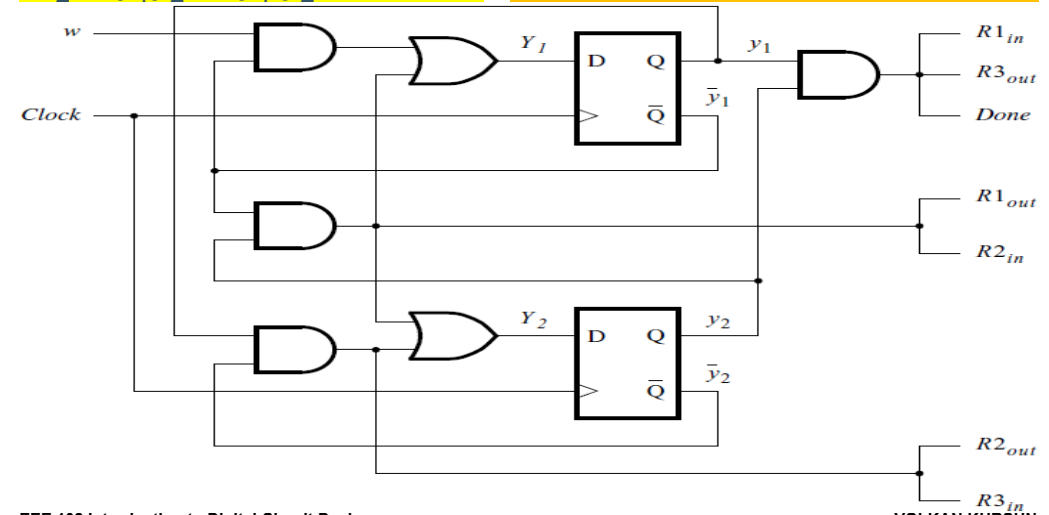 w
Y₁
D Q
y₁
R1in
ȳ₁
R3out
Clock
Q̄
Done
R1out
R2in
Y₂
D Q
y₂
ȳ₂
Q̄
R2out
R3in